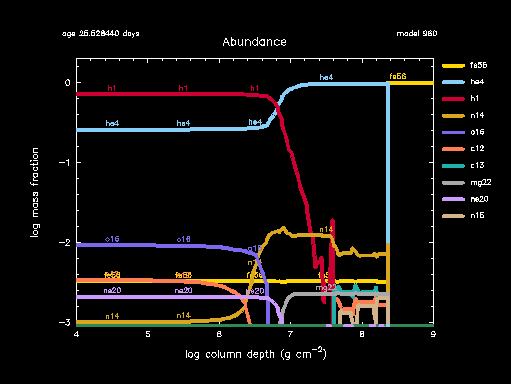 age 25.628440 days
model 960
Abundance
fe56
he4
h1
n14
o16
c12
c13
mg22
ne20
n15
log mass fraction
0
−1
−2
−3
h1 h1 h1
he4 he4 he4 he4
fe56
o16 o16 o16
n14
fe56 fe56 fe56
ne20 ne20 ne20
mg22
n14 n14
4 5 6 7 8 9
log column depth (g cm−2)